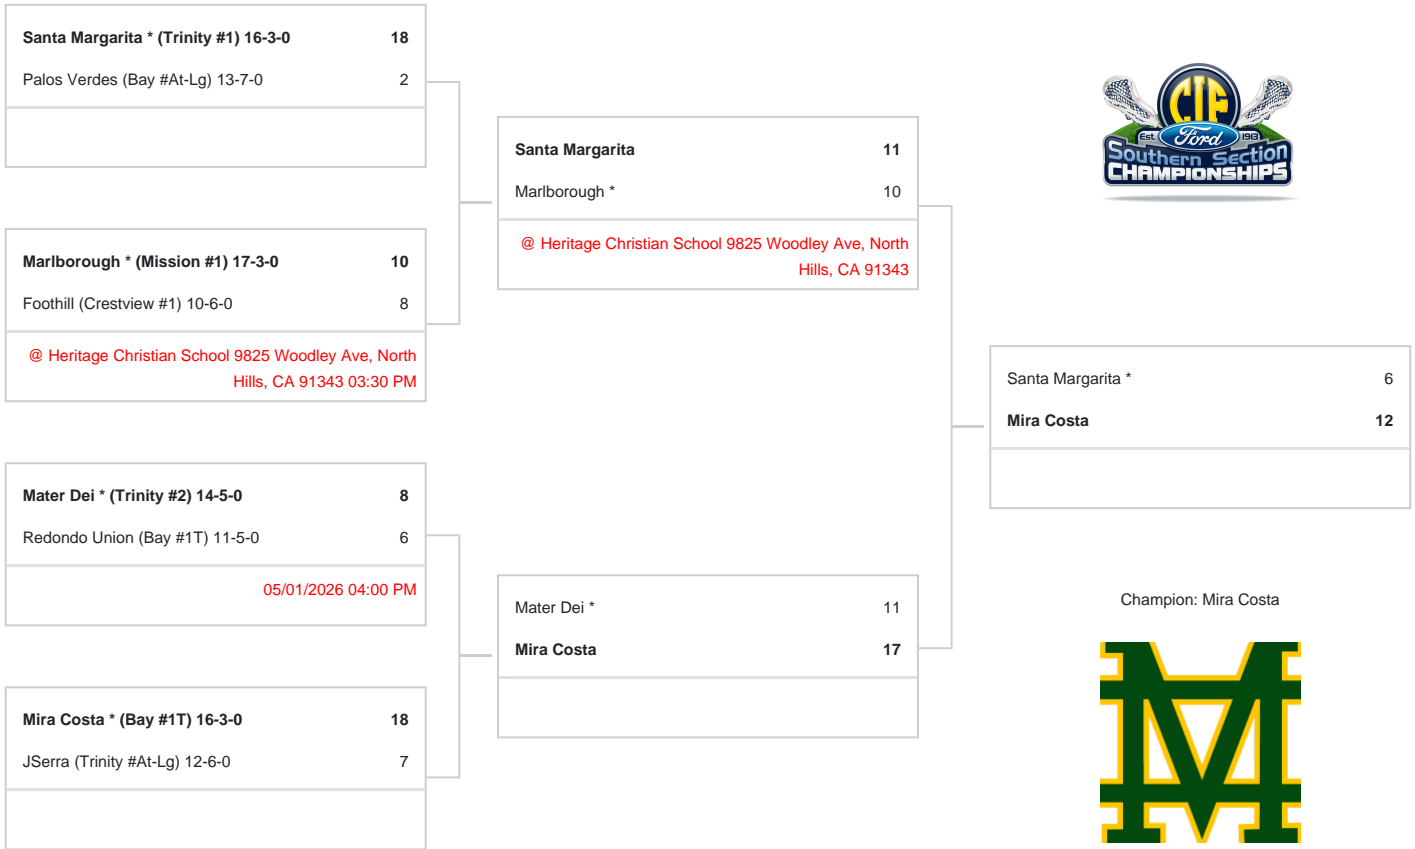 Santa Margarita * (Trinity #1) 16-3-0 18
Palos Verdes (Bay #At-Lg) 13-7-0 2
Marlborough * (Mission #1) 17-3-0 10
Foothill (Crestview #1) 10-6-0 8
@ Heritage Christian School 9825 Woodley Ave, North
Hills, CA 91343 03:30 PM
Mater Dei * (Trinity #2) 14-5-0 8
Redondo Union (Bay #1T) 11-5-0 6
05/01/2026 04:00 PM
Mira Costa * (Bay #1T) 16-3-0 18
JSerra (Trinity #At-Lg) 12-6-0 7
Santa Margarita 11
Marlborough * 10
@ Heritage Christian School 9825 Woodley Ave, North
Hills, CA 91343
Mater Dei * 11
Mira Costa 17
CIF
Est. Ford 1913
Southern Section
CHAMPIONSHIPS
Santa Margarita * 6
Mira Costa 12
Champion: Mira Costa
MC